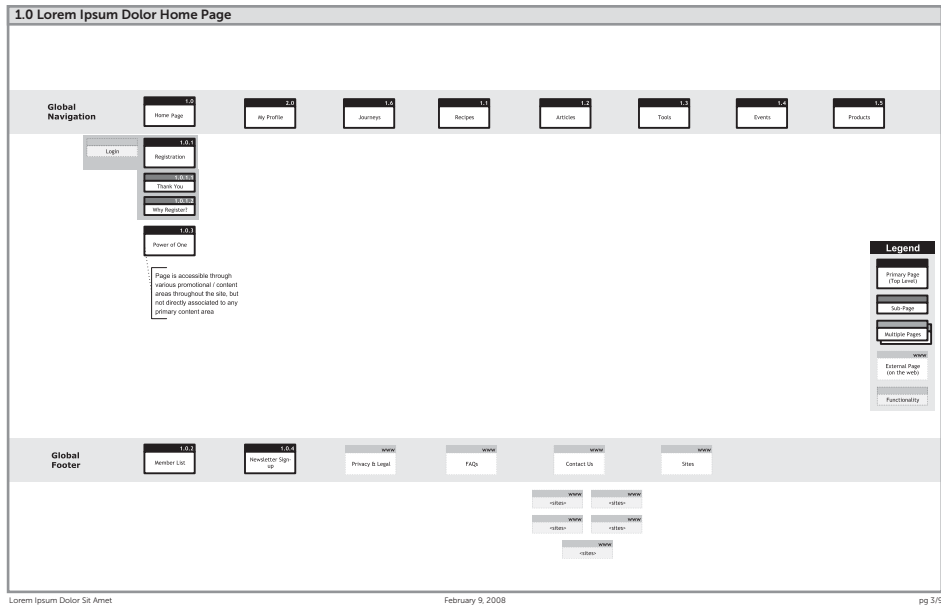 1.0 Lorem Ipsum Dolor Home Page
Global
Navigation
1.0
Home Page
2.0
My Profile
1.6
Journeys
1.1
Recipes
1.2
Articles
1.3
Tools
1.4
Events
1.5
Products
Login
1.0.1
Registration
1.0.1.1
Thank You
1.0.1.2
Why Register?
1.0.3
Power of One
Page is accessible through
various promotional / content
areas throughout the site, but
not directly associated to any
primary content area
Legend
Primary Page
(Top Level)
Sub-Page
Multiple Pages
www
External Page
(on the web)
Functionality
Global
Footer
1.0.2
Member List
1.0.4
Newsletter Sign-
up
www
Privacy & Legal
www
FAQs
www
Contact Us
www
Sites
www
<sites>
www
<sites>
www
<sites>
www
<sites>
www
<sites>
Lorem Ipsum Dolor Sit Amet
February 9, 2008
pg 3/9